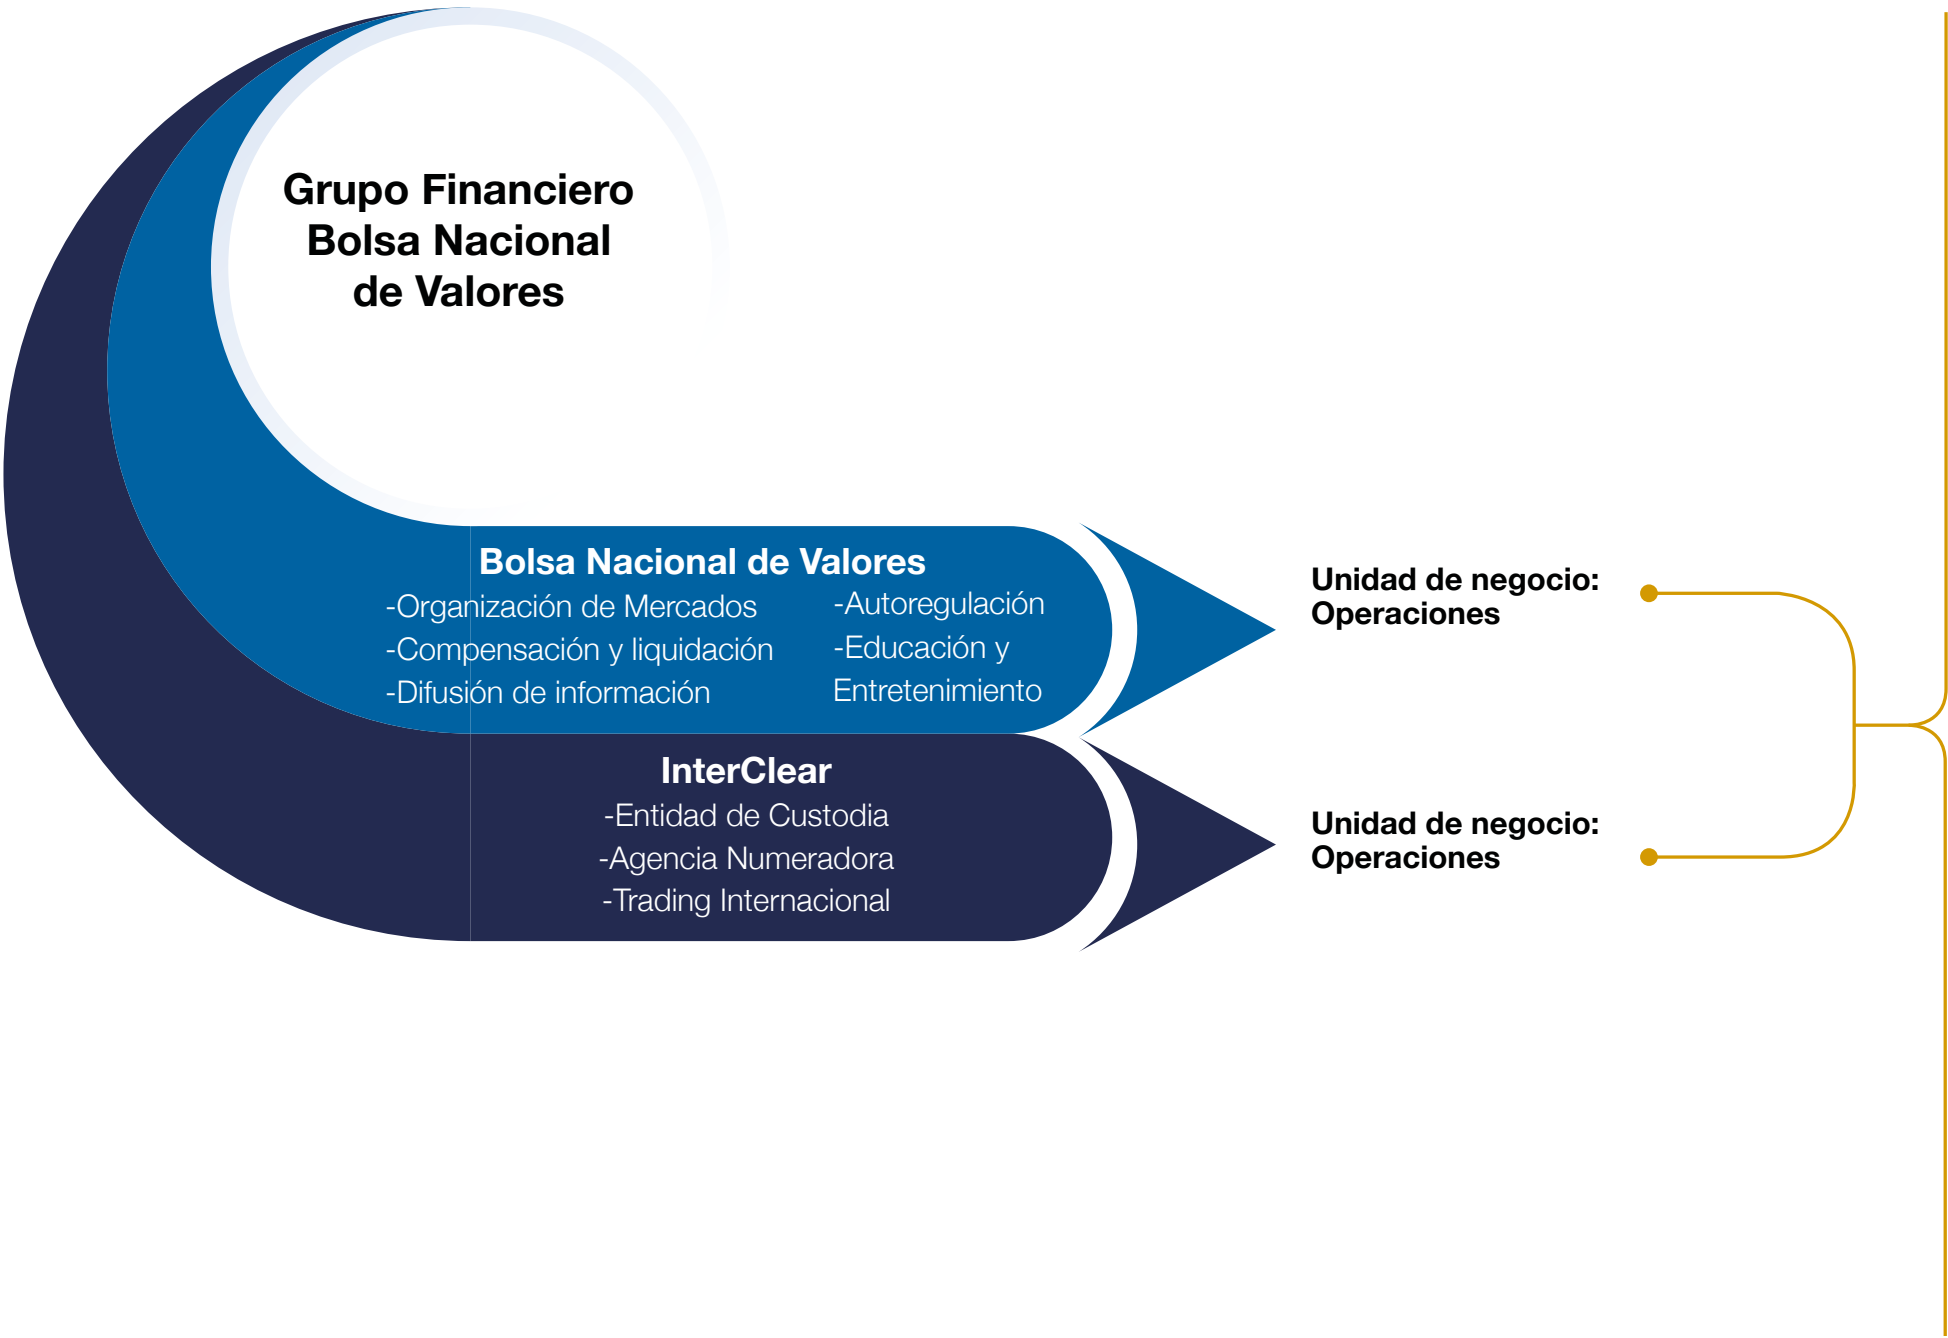 Grupo Financiero
Bolsa Nacional
de Valores
Bolsa Nacional de Valores
-Organización de Mercados
-Compensación y liquidación
-Difusión de información
-Autoregulación
-Educación y
Entretenimiento
Unidad de negocio:
Operaciones
InterClear
-Entidad de Custodia
-Agencia Numeradora
-Trading Internacional
Unidad de negocio:
Operaciones